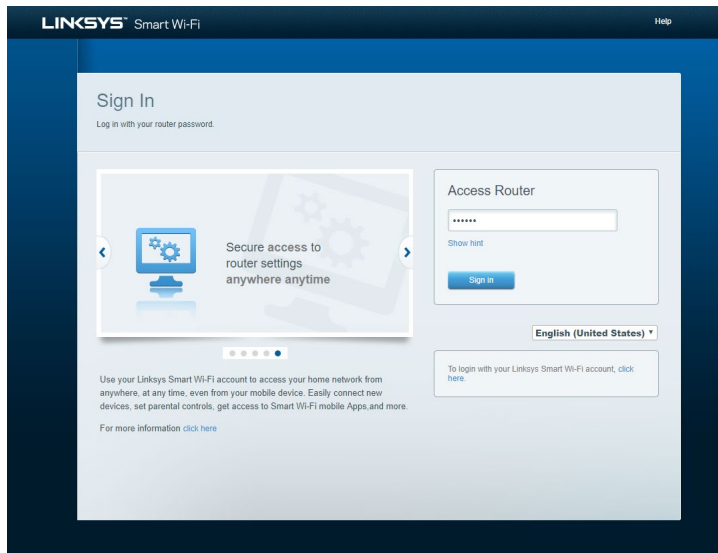 LINKSYS™ Smart Wi-Fi
Help
Sign In
Log in with your router password.
Secure access to
router settings
anywhere anytime
Access Router
••••••
Show hint
Sign in
English (United States)
To login with your Linksys Smart Wi-Fi account, click
here.
Use your Linksys Smart Wi-Fi account to access your home network from
anywhere, at any time, even from your mobile device. Easily connect new
devices, set parental controls, get access to Smart Wi-Fi mobile Apps,and more.
For more information click here